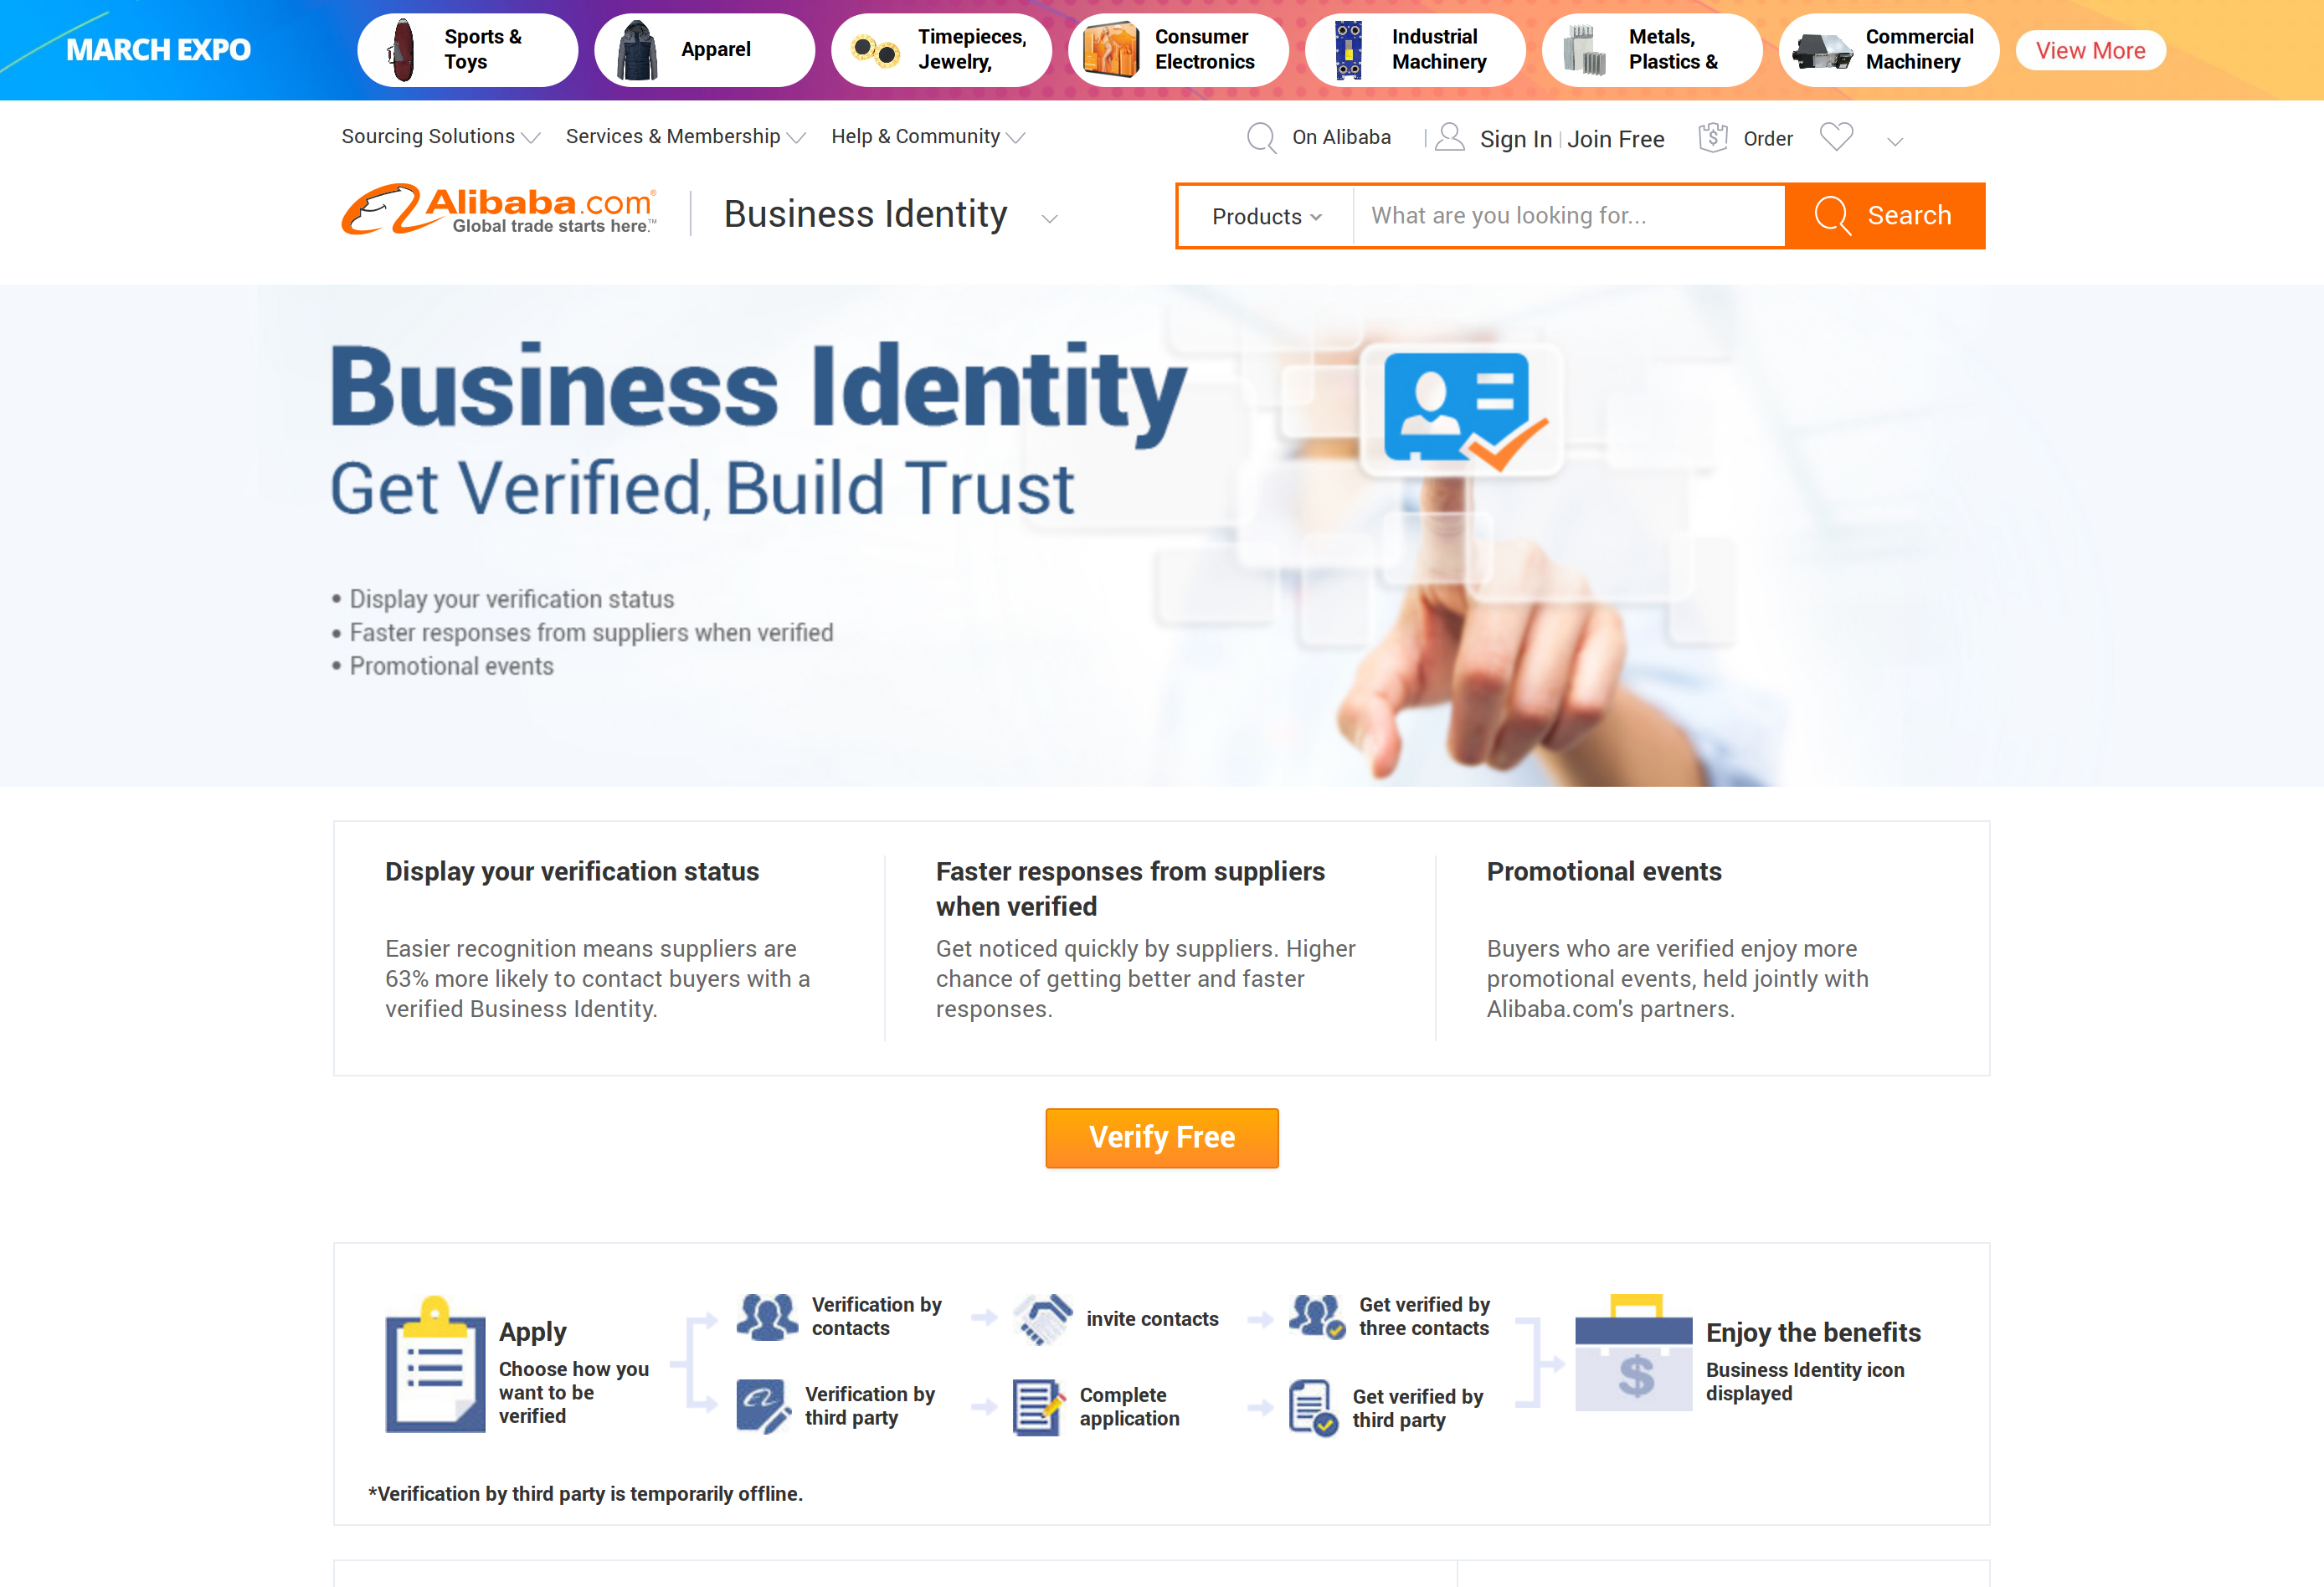 MARCH EXPO
Sports &
Toys
Apparel
Timepieces,
Jewelry,
Consumer
Electronics
Industrial
Machinery
Metals,
Plastics &
Commercial
Machinery
View More
Sourcing Solutions
Services & Membership
Help & Community
On Alibaba
Sign In | Join Free
Order
Alibaba.com®
Global trade starts here.™
Business Identity
Products
What are you looking for...
Search
Business Identity
Get Verified, Build Trust
• Display your verification status
• Faster responses from suppliers when verified
• Promotional events
Display your verification status
Easier recognition means suppliers are
63% more likely to contact buyers with a
verified Business Identity.
Faster responses from suppliers
when verified
Get noticed quickly by suppliers. Higher
chance of getting better and faster
responses.
Promotional events
Buyers who are verified enjoy more
promotional events, held jointly with
Alibaba.com's partners.
Verify Free
Apply
Choose how you
want to be
verified
Verification by
contacts
invite contacts
Get verified by
three contacts
Verification by
third party
Complete
application
Get verified by
third party
Enjoy the benefits
Business Identity icon
displayed
*Verification by third party is temporarily offline.